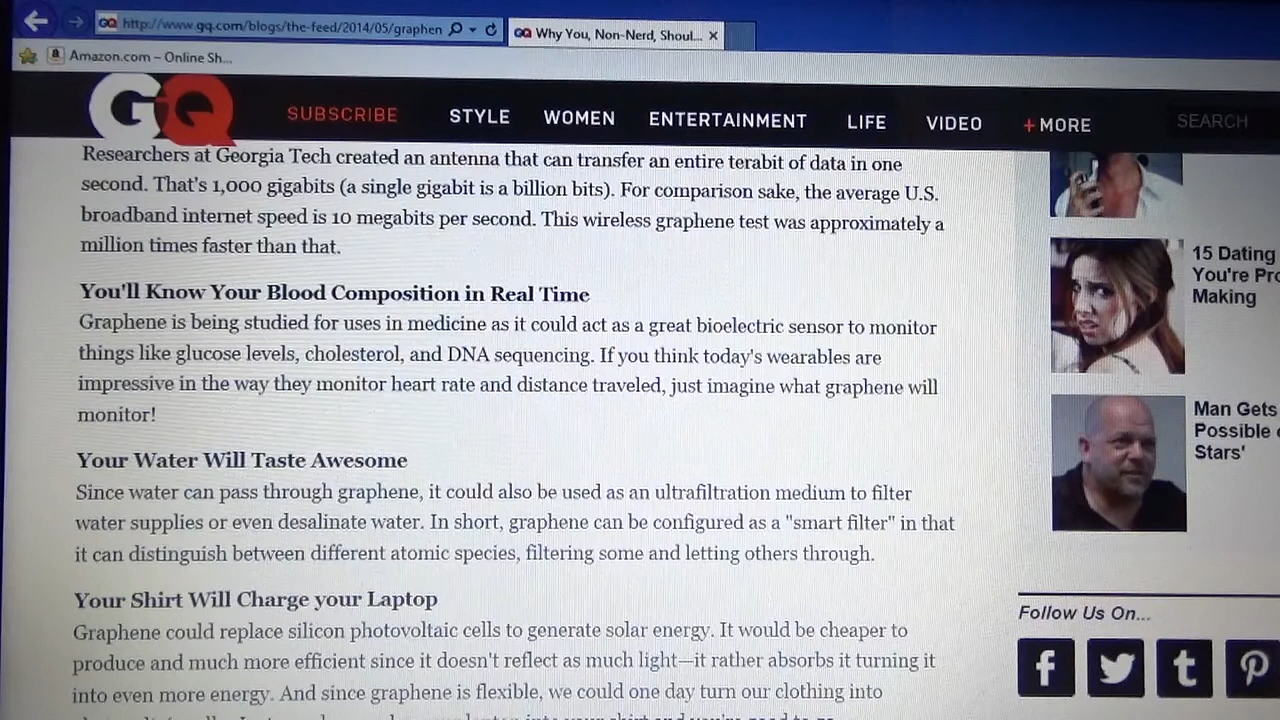 http://www.gq.com/blogs/the-feed/2014/05/graphen
GQ Why You, Non-Nerd, Shoul...
Amazon.com – Online Sh...
GQ
SUBSCRIBE STYLE WOMEN ENTERTAINMENT LIFE VIDEO + MORE SEARCH
Researchers at Georgia Tech created an antenna that can transfer an entire terabit of data in one
second. That's 1,000 gigabits (a single gigabit is a billion bits). For comparison sake, the average U.S.
broadband internet speed is 10 megabits per second. This wireless graphene test was approximately a
million times faster than that.
You'll Know Your Blood Composition in Real Time
Graphene is being studied for uses in medicine as it could act as a great bioelectric sensor to monitor
things like glucose levels, cholesterol, and DNA sequencing. If you think today's wearables are
impressive in the way they monitor heart rate and distance traveled, just imagine what graphene will
monitor!
Your Water Will Taste Awesome
Since water can pass through graphene, it could also be used as an ultrafiltration medium to filter
water supplies or even desalinate water. In short, graphene can be configured as a "smart filter" in that
it can distinguish between different atomic species, filtering some and letting others through.
Your Shirt Will Charge your Laptop
Graphene could replace silicon photovoltaic cells to generate solar energy. It would be cheaper to
produce and much more efficient since it doesn't reflect as much light—it rather absorbs it turning it
into even more energy. And since graphene is flexible, we could one day turn our clothing into
15 Dating
You're Pro
Making
Man Gets
Possible
Stars'
Follow Us On...